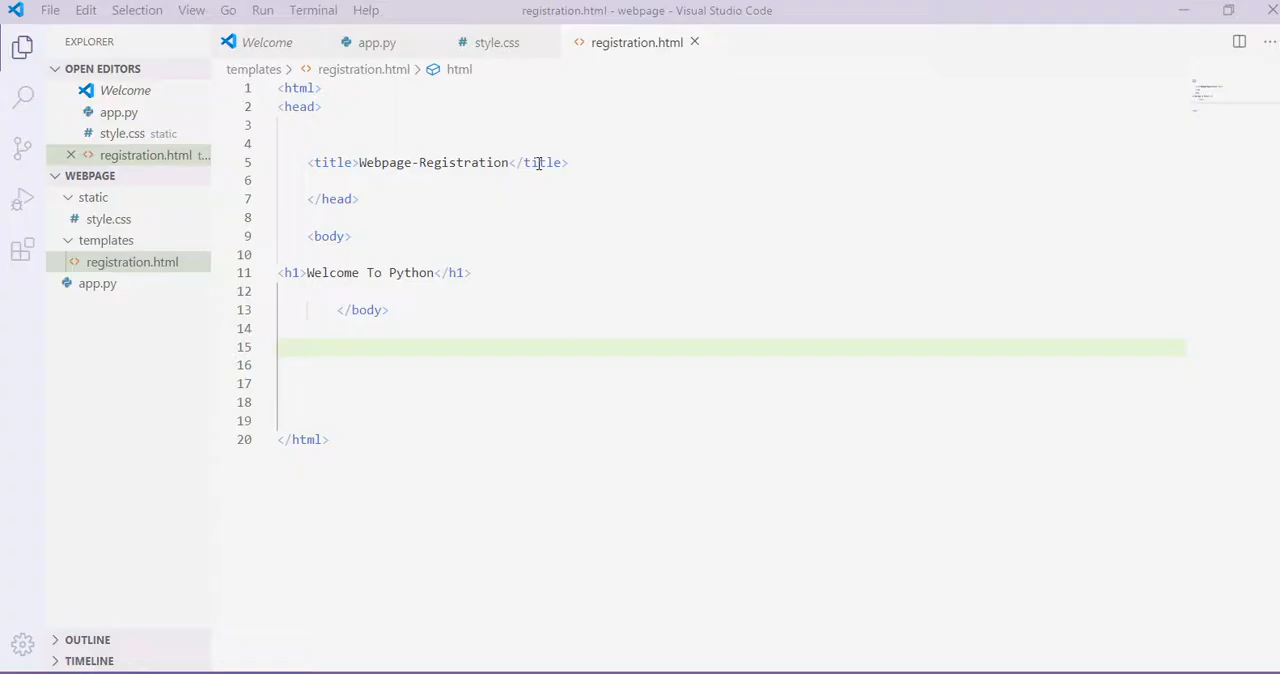 File Edit Selection View Go Run Terminal Help registration.html - webpage - Visual Studio Code
EXPLORER
Welcome app.py # style.css <> registration.html
OPEN EDITORS
templates > <> registration.html > html
Welcome
app.py
# style.css static
<> registration.html t...
WEBPAGE
static
# style.css
templates
<> registration.html
app.py
1 <html>
2 <head>
3
4
5 <title>Webpage-Registration</title>
6
7 </head>
8
9 <body>
10
11 <h1>Welcome To Python</h1>
12
13 </body>
14
15
16
17
18
19
20 </html>
OUTLINE
TIMELINE